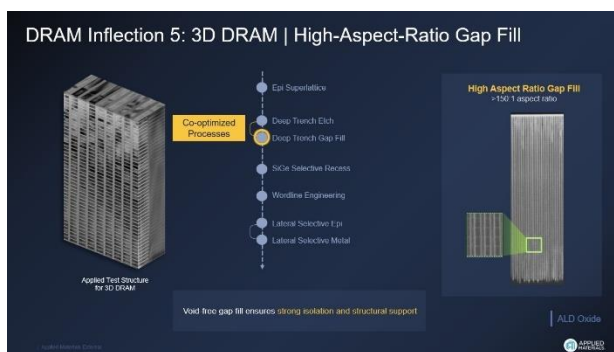 DRAM Inflection 5: 3D DRAM | High-Aspect-Ratio Gap Fill
Epi Superlattice
Co-optimized
Processes
Deep Trench Etch
Deep Trench Gap Fill
SiGe Selective Recess
Wordline Engineering
Lateral Selective Epi
Lateral Selective Metal
Applied Test Structure
for 3D DRAM
High Aspect Ratio Gap Fill
>150:1 aspect ratio
Void free gap fill ensures strong isolation and structural support
ALD Oxide
Applied Materials External
APPLIED
MATERIALS